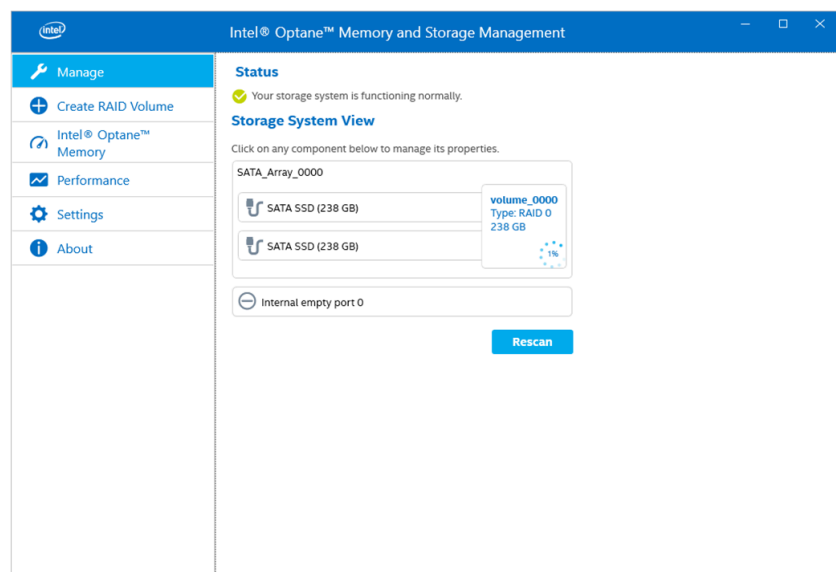 intel
Intel® Optane™ Memory and Storage Management
Manage
Create RAID Volume
Intel® Optane™
Memory
Performance
Settings
About
Status
Your storage system is functioning normally.
Storage System View
Click on any component below to manage its properties.
SATA_Array_0000
SATA SSD (238 GB)
SATA SSD (238 GB)
volume_0000
Type: RAID 0
238 GB
1%
Internal empty port 0
Rescan